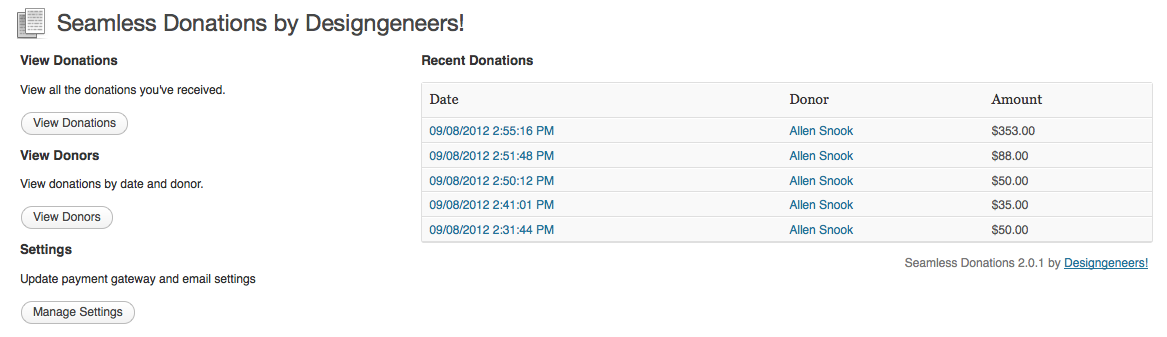 Seamless Donations by Designgeneers!
View Donations
View all the donations you've received.
View Donations
View Donors
View donations by date and donor.
View Donors
Settings
Update payment gateway and email settings
Manage Settings
Recent Donations
Date Donor Amount
09/08/2012 2:55:16 PM Allen Snook $353.00
09/08/2012 2:51:48 PM Allen Snook $88.00
09/08/2012 2:50:12 PM Allen Snook $50.00
09/08/2012 2:41:01 PM Allen Snook $35.00
09/08/2012 2:31:44 PM Allen Snook $50.00
Seamless Donations 2.0.1 by Designgeneers!